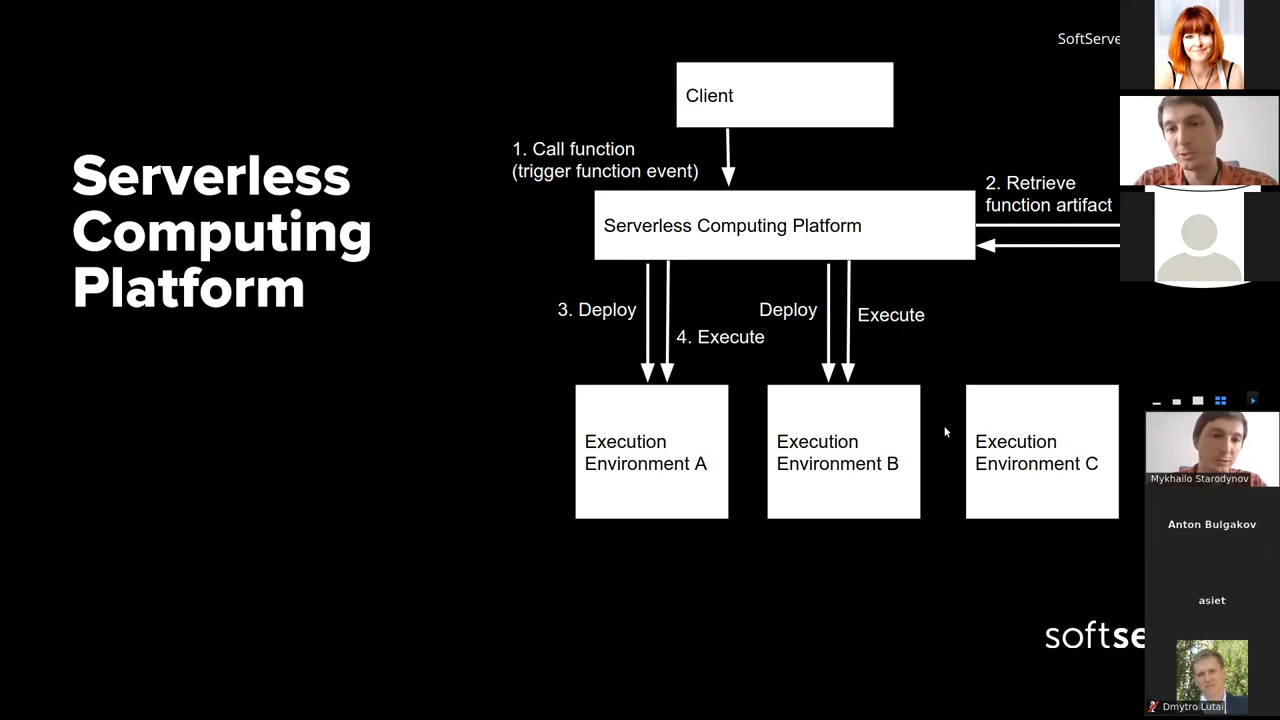 SoftServe
Client
1. Call function
(trigger function event)
Serverless
Computing
Platform
2. Retrieve
function artifact
Serverless Computing Platform
3. Deploy
4. Execute
Deploy
Execute
Execution
Environment A
Execution
Environment B
Execution
Environment C
Mykhailo Starodynov
Anton Bulgakov
asiet
softse
Dmytro Lutai